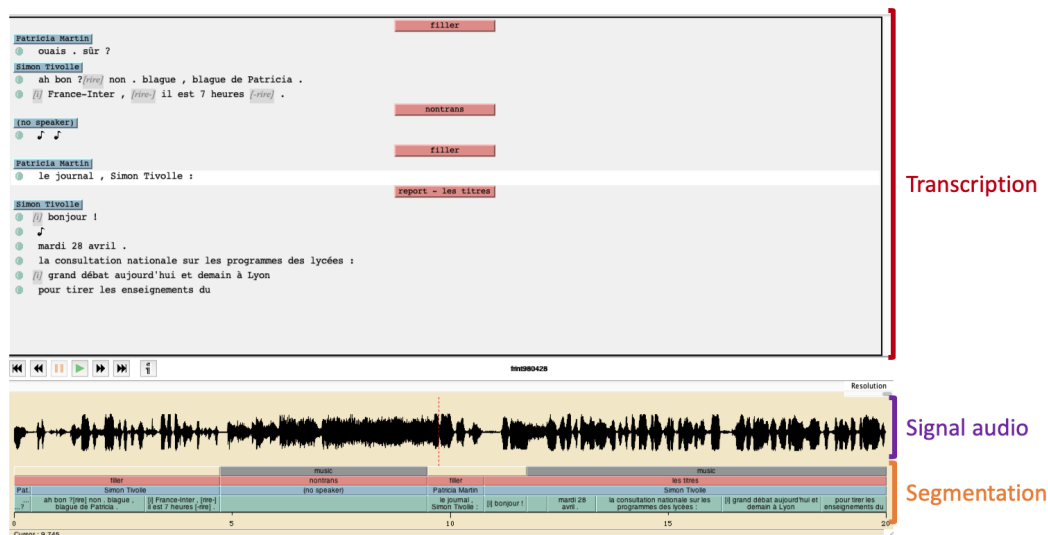 filler
Patricia Martin
ouais . sûr ?
Simon Tivolle
ah bon ?[rire] non . blague , blague de Patricia .
[i] France-Inter , [rire-] il est 7 heures [-rire] .
nontrans
(no speaker)
♪ ♪
filler
Patricia Martin
le journal , Simon Tivolle :
report - les titres
Simon Tivolle
[i] bonjour !
♪
mardi 28 avril .
la consultation nationale sur les programmes des lycées :
[i] grand débat aujourd'hui et demain à Lyon
pour tirer les enseignements du
Transcription
frint980428
Resolution
Signal audio
music music
filler nontrans filler les titres
Pat. Simon Tivolle (no speaker) Patricia Martin Simon Tivolle
... ah bon ?[rire] non . blague , [i] France-Inter , [rire-] le journal , [i] bonjour ! mardi 28 la consultation nationale sur les [i] grand débat aujourd'hui et pour tirer les
...? blague de Patricia . il est 7 heures [-rire] . Simon Tivolle : avril . programmes des lycées : demain à Lyon enseignements du
0 5 10 15 20
Segmentation
Cursor : 9.745